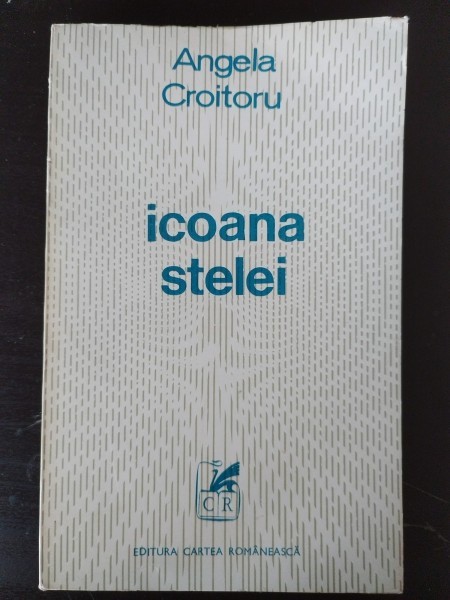 Angela
Croitoru
icoana
stelei
CR
EDITURA CARTEA ROMÂNEASCĂ